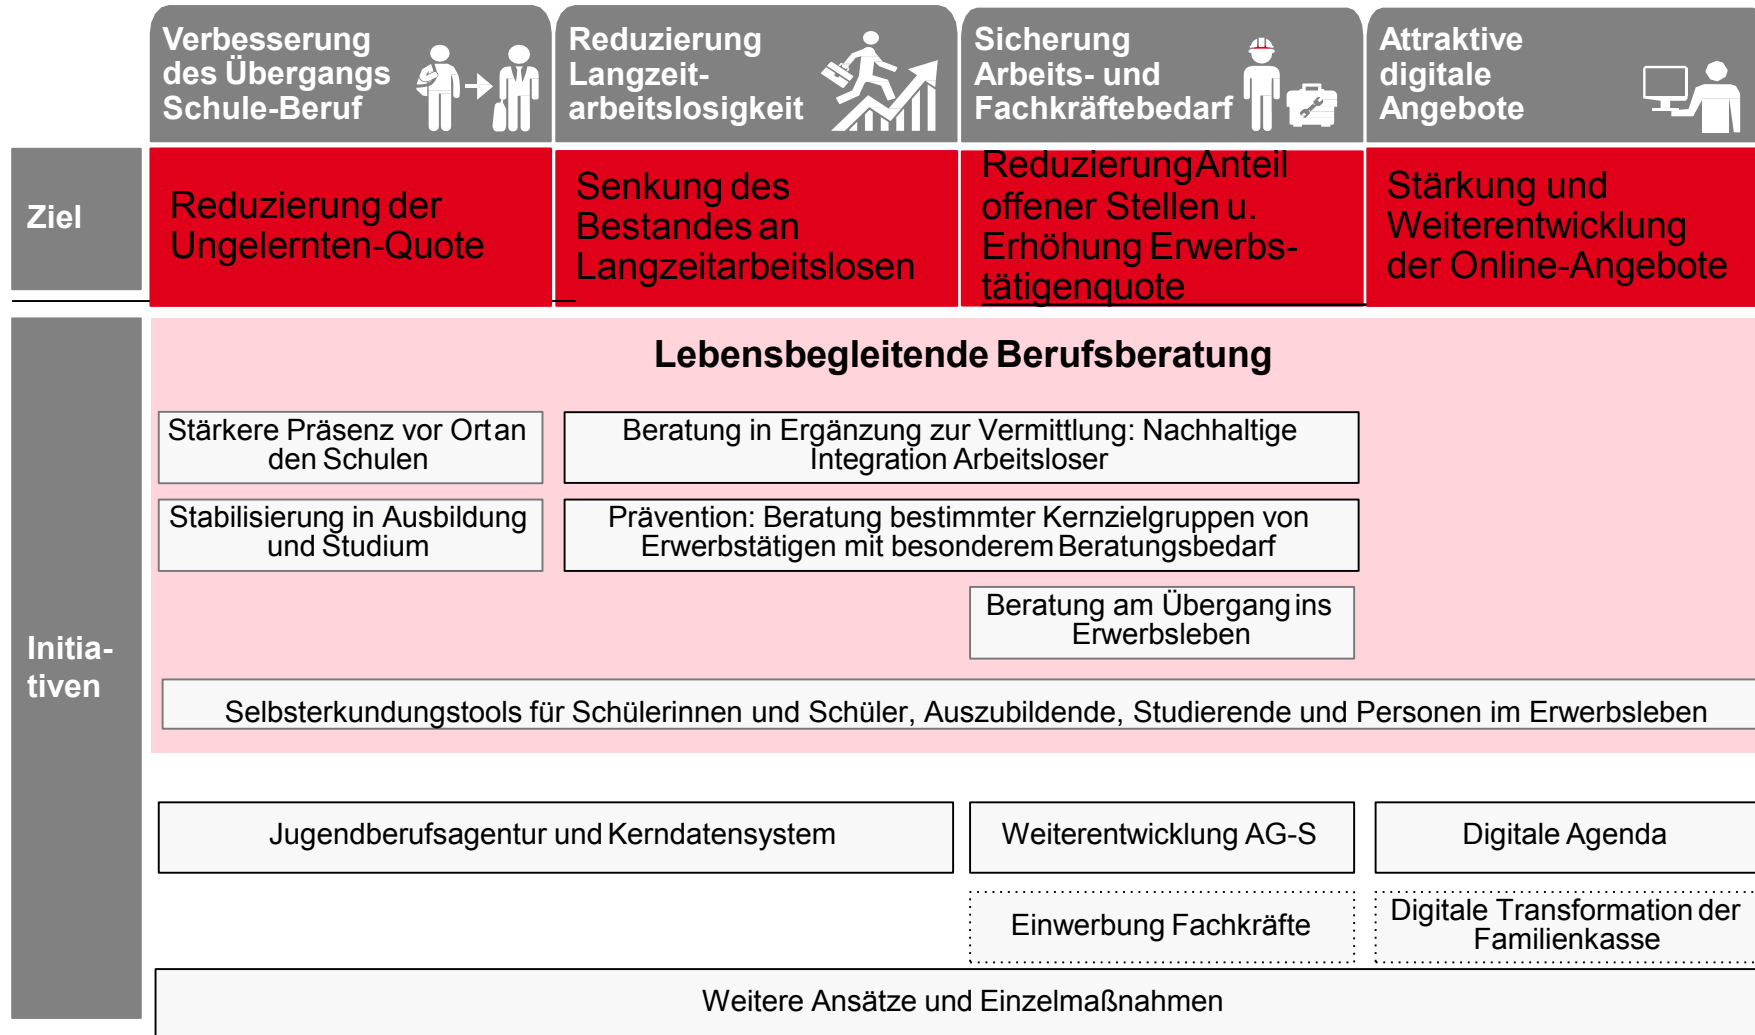 Verbesserung
des Übergangs
Schule-Beruf
Reduzierung
Langzeit-
arbeitslosigkeit
Sicherung
Arbeits- und
Fachkräftebedarf
Attraktive
digitale
Angebote
Ziel
Reduzierung der
Ungelernten-Quote
Senkung des
Bestandes an
Langzeitarbeitslosen
Reduzierung Anteil
offener Stellen u.
Erhöhung Erwerbs-
tätigenquote
Stärkung und
Weiterentwicklung
der Online-Angebote
Initia-
tiven
Lebensbegleitende Berufsberatung
Stärkere Präsenz vor Ort an
den Schulen
Beratung in Ergänzung zur Vermittlung: Nachhaltige
Integration Arbeitsloser
Stabilisierung in Ausbildung
und Studium
Prävention: Beratung bestimmter Kernzielgruppen von
Erwerbstätigen mit besonderem Beratungsbedarf
Beratung am Übergang ins
Erwerbsleben
Selbsterkundungstools für Schülerinnen und Schüler, Auszubildende, Studierende und Personen im Erwerbsleben
Jugendberufsagentur und Kerndatensystem
Weiterentwicklung AG-S
Digitale Agenda
Einwerbung Fachkräfte
Digitale Transformation der
Familienkasse
Weitere Ansätze und Einzelmaßnahmen